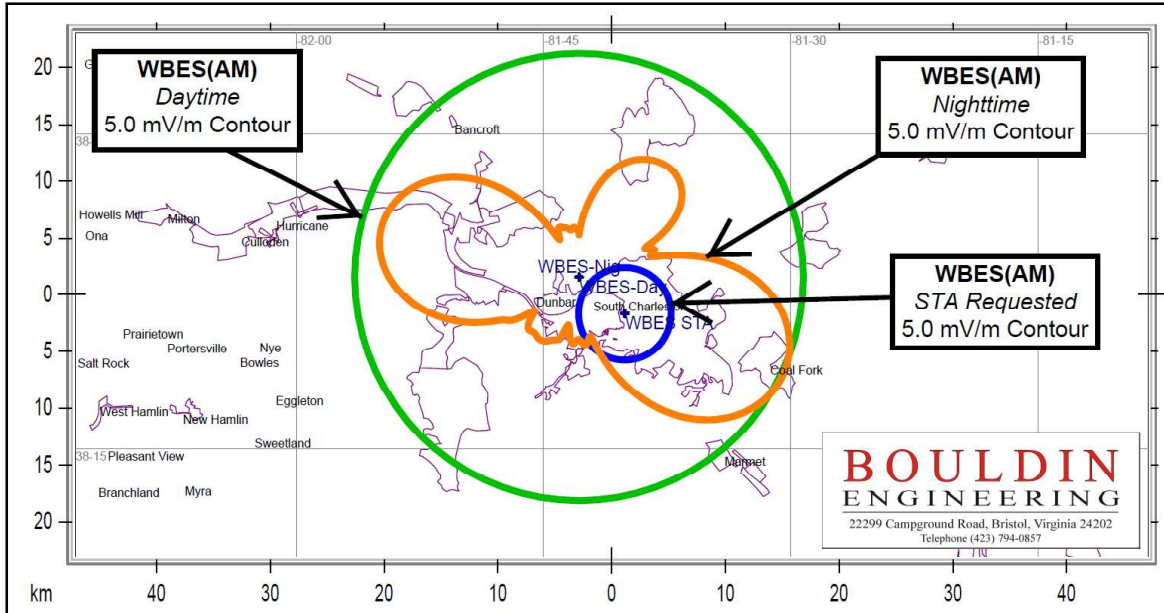 -82-00
-81-45
-81-30
-81-15
WBES(AM)
Daytime
5.0 mV/m Contour
WBES(AM)
Nighttime
5.0 mV/m Contour
WBES(AM)
STA Requested
5.0 mV/m Contour
20
15
10
5
0
5
10
15
20
Bancroft
Howells Mill
Milton
Ona
Hurricane
Culloden
WBES-Nig
WBES-Day
Dunbar
WBES STA
Prairietown
Portersville
Nye
Salt Rock
Bowles
Coal Fork
Eggleton
West Hamlin
New Hamlin
Sweetland
38-15
Pleasant View
Marmet
Branchland
Myra
BOULDIN
ENGINEERING
22299 Campground Road, Bristol, Virginia 24202
Telephone (423) 794-0857
km
40
30
20
10
0
10
20
30
40